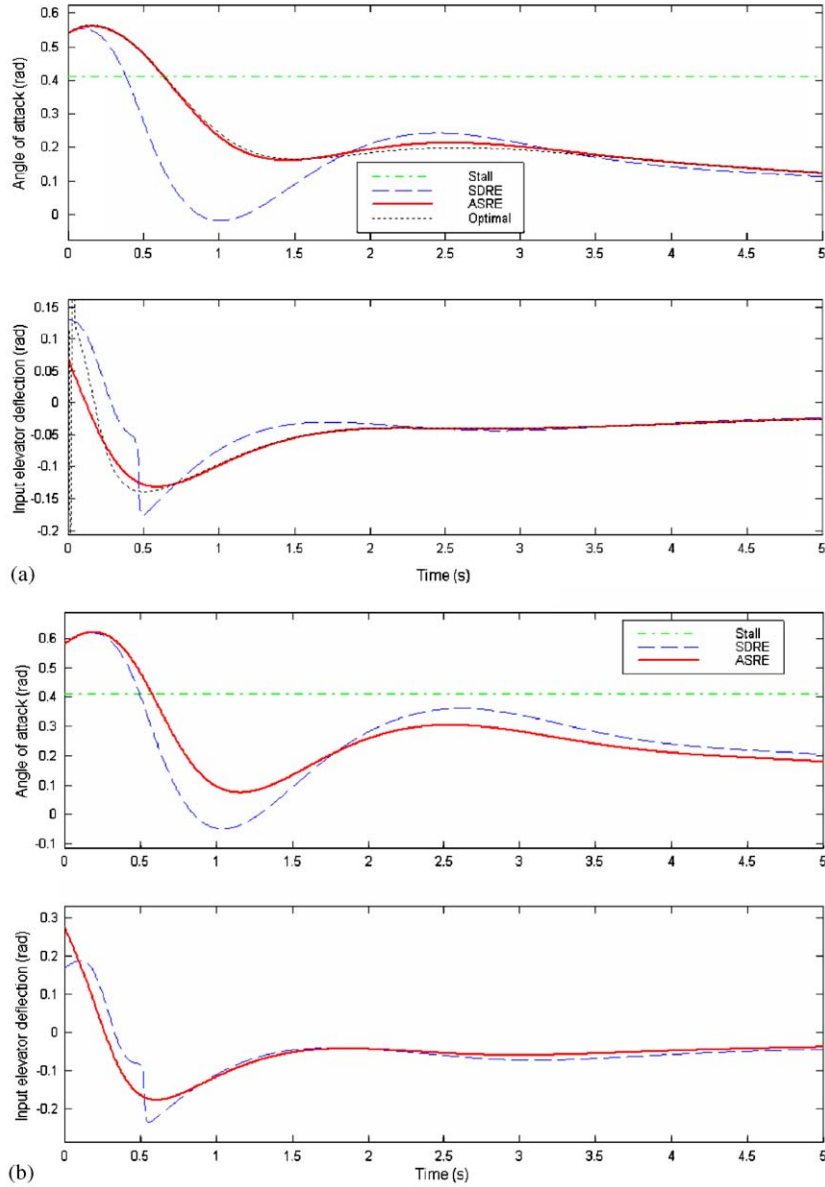 0.6
0.5
0.4
0.3
0.2
0.1
0
Angle of attack (rad)
Stall
SDRE
ASRE
Optimal
0 0.5 1 1.5 2 2.5 3 3.5 4 4.5 5
0.15
0.1
0.05
0
-0.05
-0.1
-0.15
-0.2
Input elevator deflection (rad)
0 0.5 1 1.5 2 2.5 3 3.5 4 4.5 5
(a)
Time (s)
0.6
0.5
0.4
0.3
0.2
0.1
0
-0.1
Angle of attack (rad)
Stall
SDRE
ASRE
0 0.5 1 1.5 2 2.5 3 3.5 4 4.5 5
0.3
0.2
0.1
0
-0.1
-0.2
Input elevator deflection (rad)
0 0.5 1 1.5 2 2.5 3 3.5 4 4.5 5
(b)
Time (s)